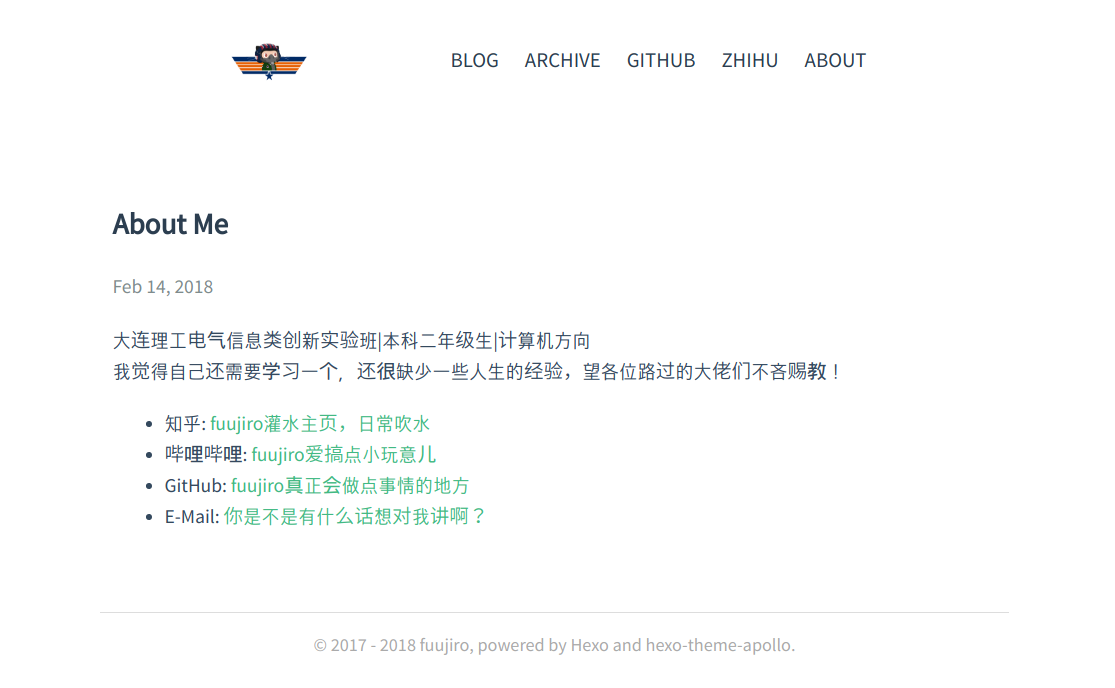 BLOG ARCHIVE GITHUB ZHIHU ABOUT
About Me
Feb 14, 2018
大连理工电气信息类创新实验班|本科二年级生|计算机方向
我觉得自己还需要学习一个，还很缺少一些人生的经验，望各位路过的大佬们不吝赐教！
知乎: fuujiro灌水主页，日常吹水
哔哩哔哩: fuujiro爱搞点小玩意儿
GitHub: fuujiro真正会做点事情的地方
E-Mail: 你是不是有什么话想对我讲啊？
© 2017 - 2018 fuujiro, powered by Hexo and hexo-theme-apollo.